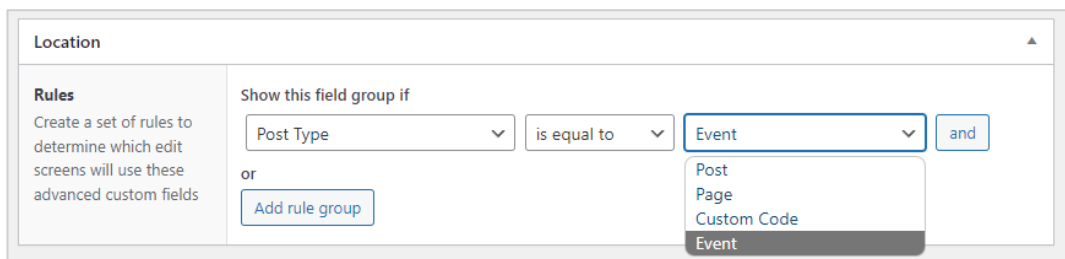 Location
Rules
Create a set of rules to
determine which edit
screens will use these
advanced custom fields
Show this field group if
Post Type is equal to Event and
Post
Page
Custom Code
Event
or
Add rule group